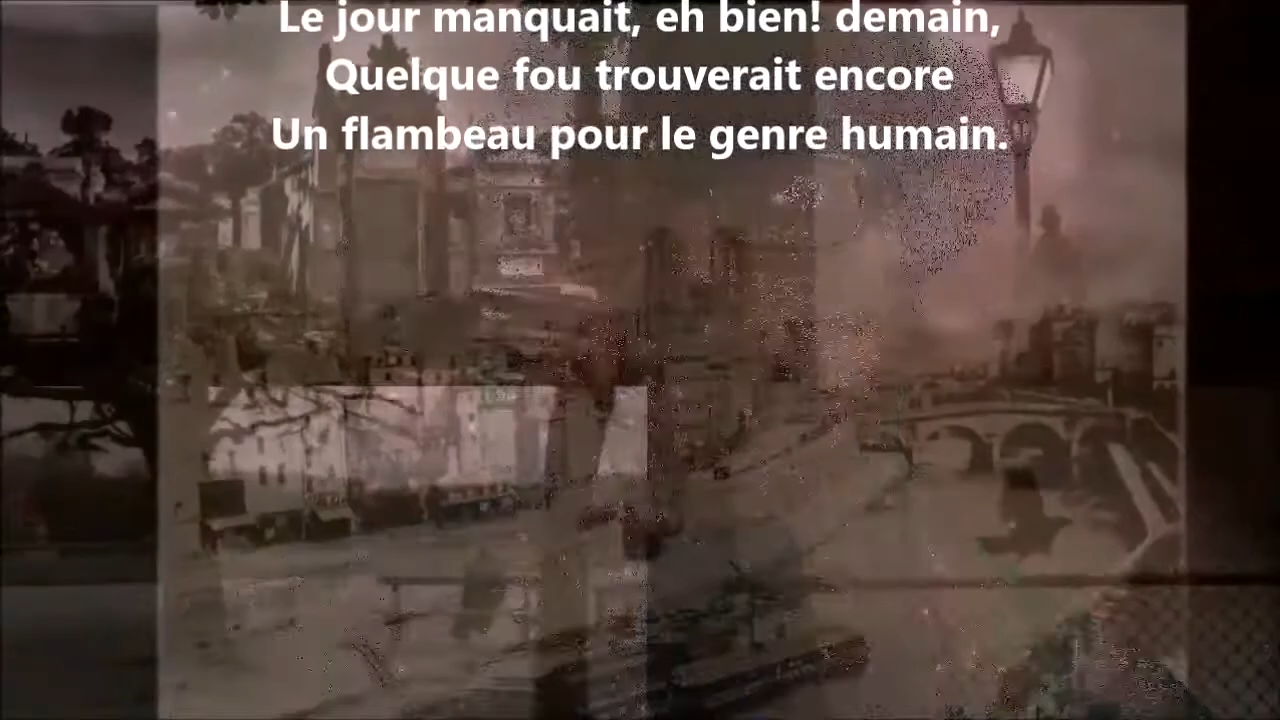 Le jour manquait, eh bien! demain,
Quelque fou trouverait encore
Un flambeau pour le genre humain.